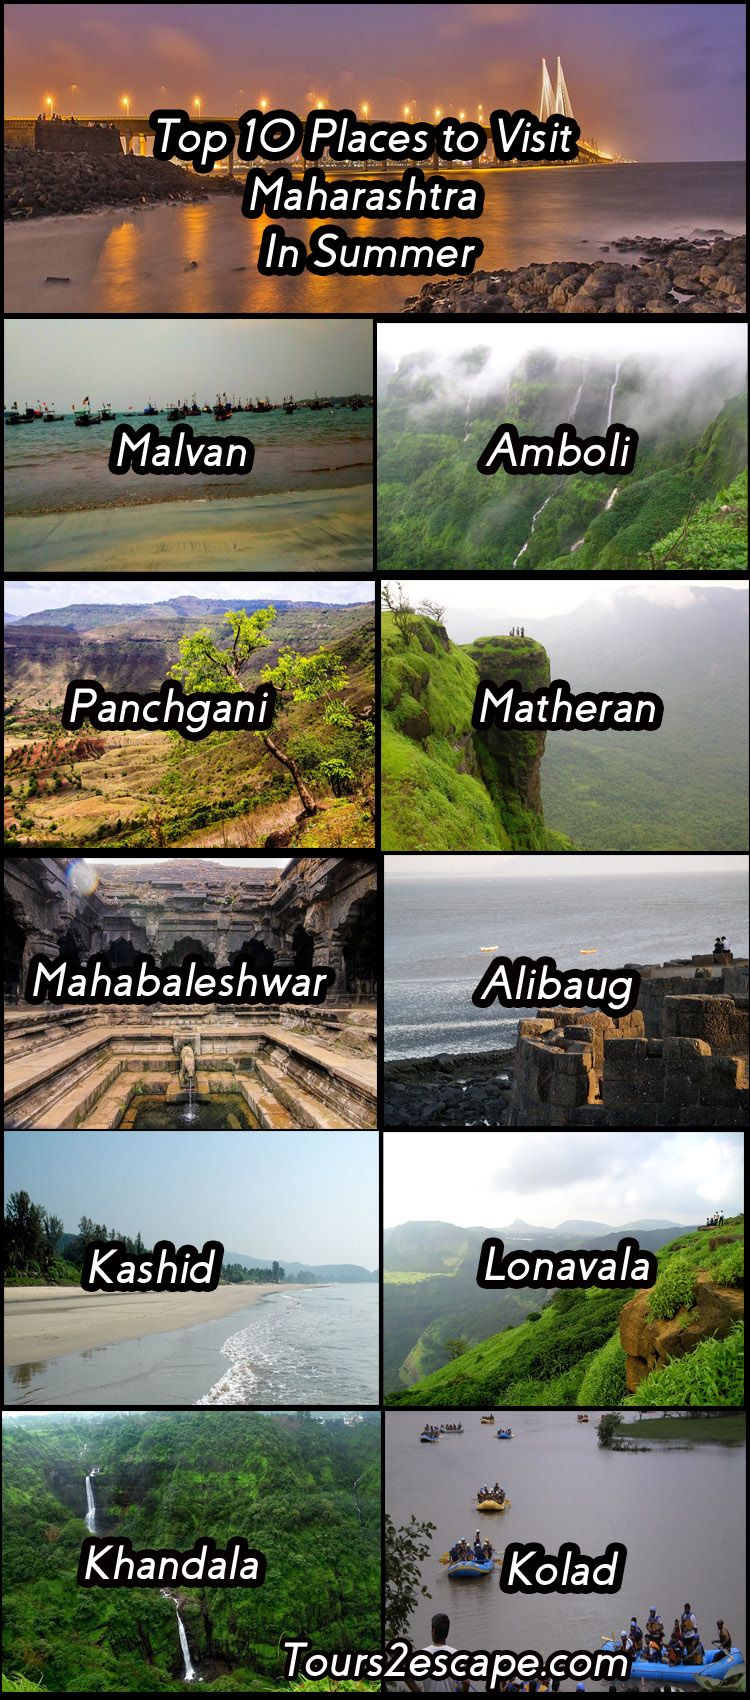 Top 10 Places to Visit
Maharashtra
In Summer
Malvan
Amboli
Panchgani
Matheran
Mahabaleshwar
Alibaug
Kashid
Lonavala
Khandala
Kolad
Tours2escape.com